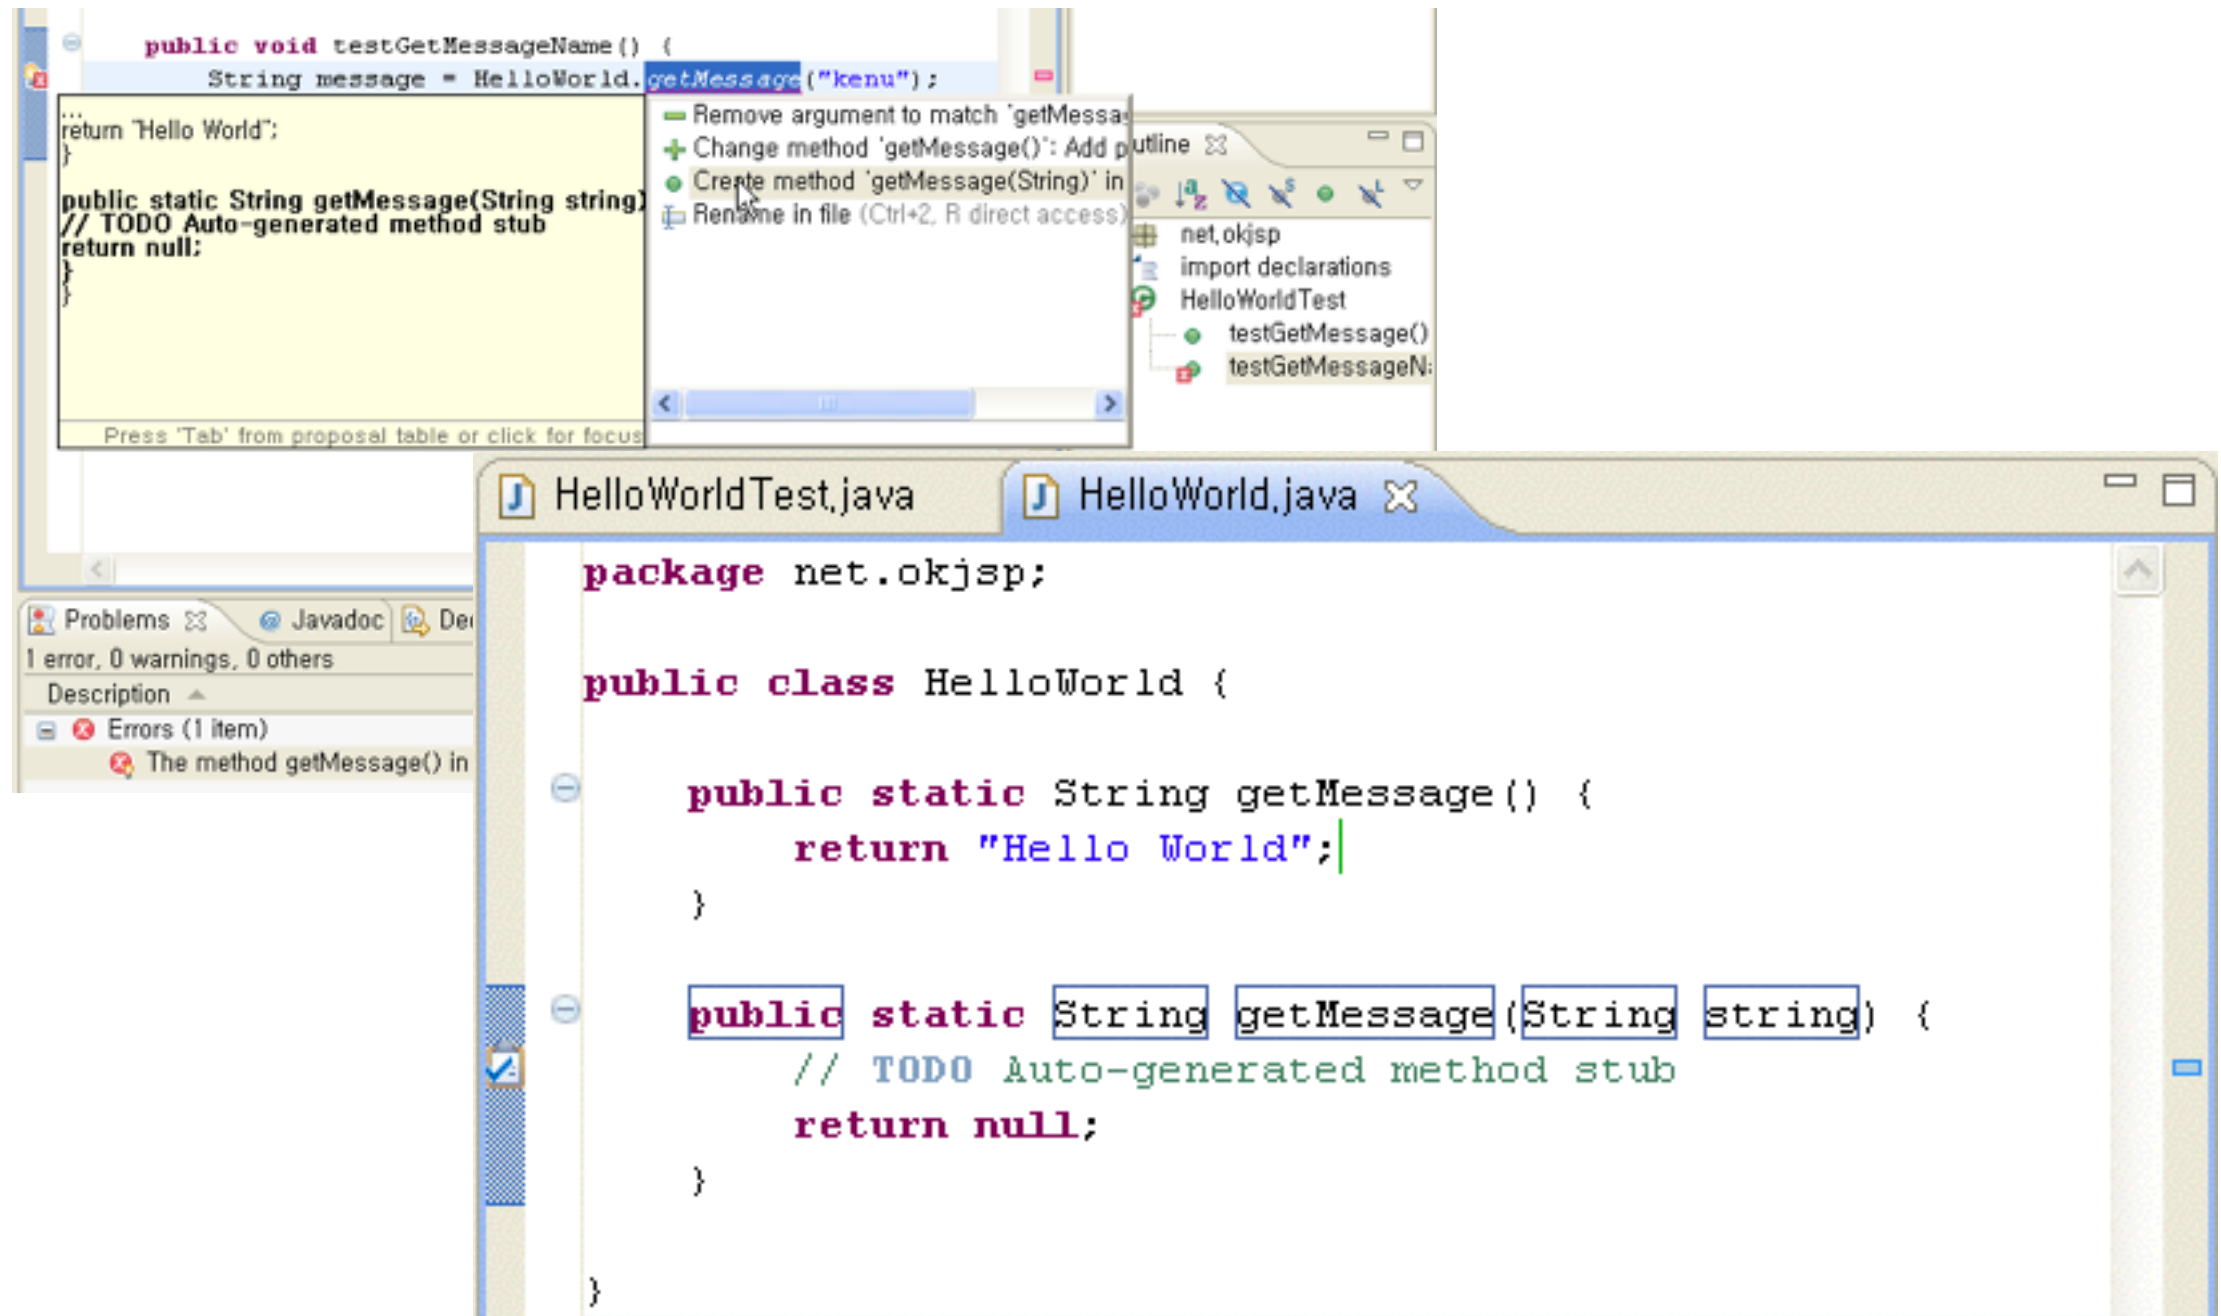 public void testGetMessageName() {
String message = HelloWorld.getMessage("kenu");
...
return "Hello World";
}
public static String getMessage(String string)
// TODO Auto-generated method stub
return null;
}
}
Press 'Tab' from proposal table or click for focus
Remove argument to match 'getMessag
Change method 'getMessage()': Add p
Create method 'getMessage(String)' in
Rename in file (Ctrl+2, R direct access)
utline
net.okjsp
import declarations
HelloWorldTest
testGetMessage()
testGetMessageN
Problems
Javadoc
Dec
1 error, 0 warnings, 0 others
Description
Errors (1 item)
The method getMessage() in
HelloWorldTest.java
HelloWorld.java
package net.okjsp;
public class HelloWorld {
public static String getMessage() {
return "Hello World";
}
public static String getMessage(String string) {
// TODO Auto-generated method stub
return null;
}
}